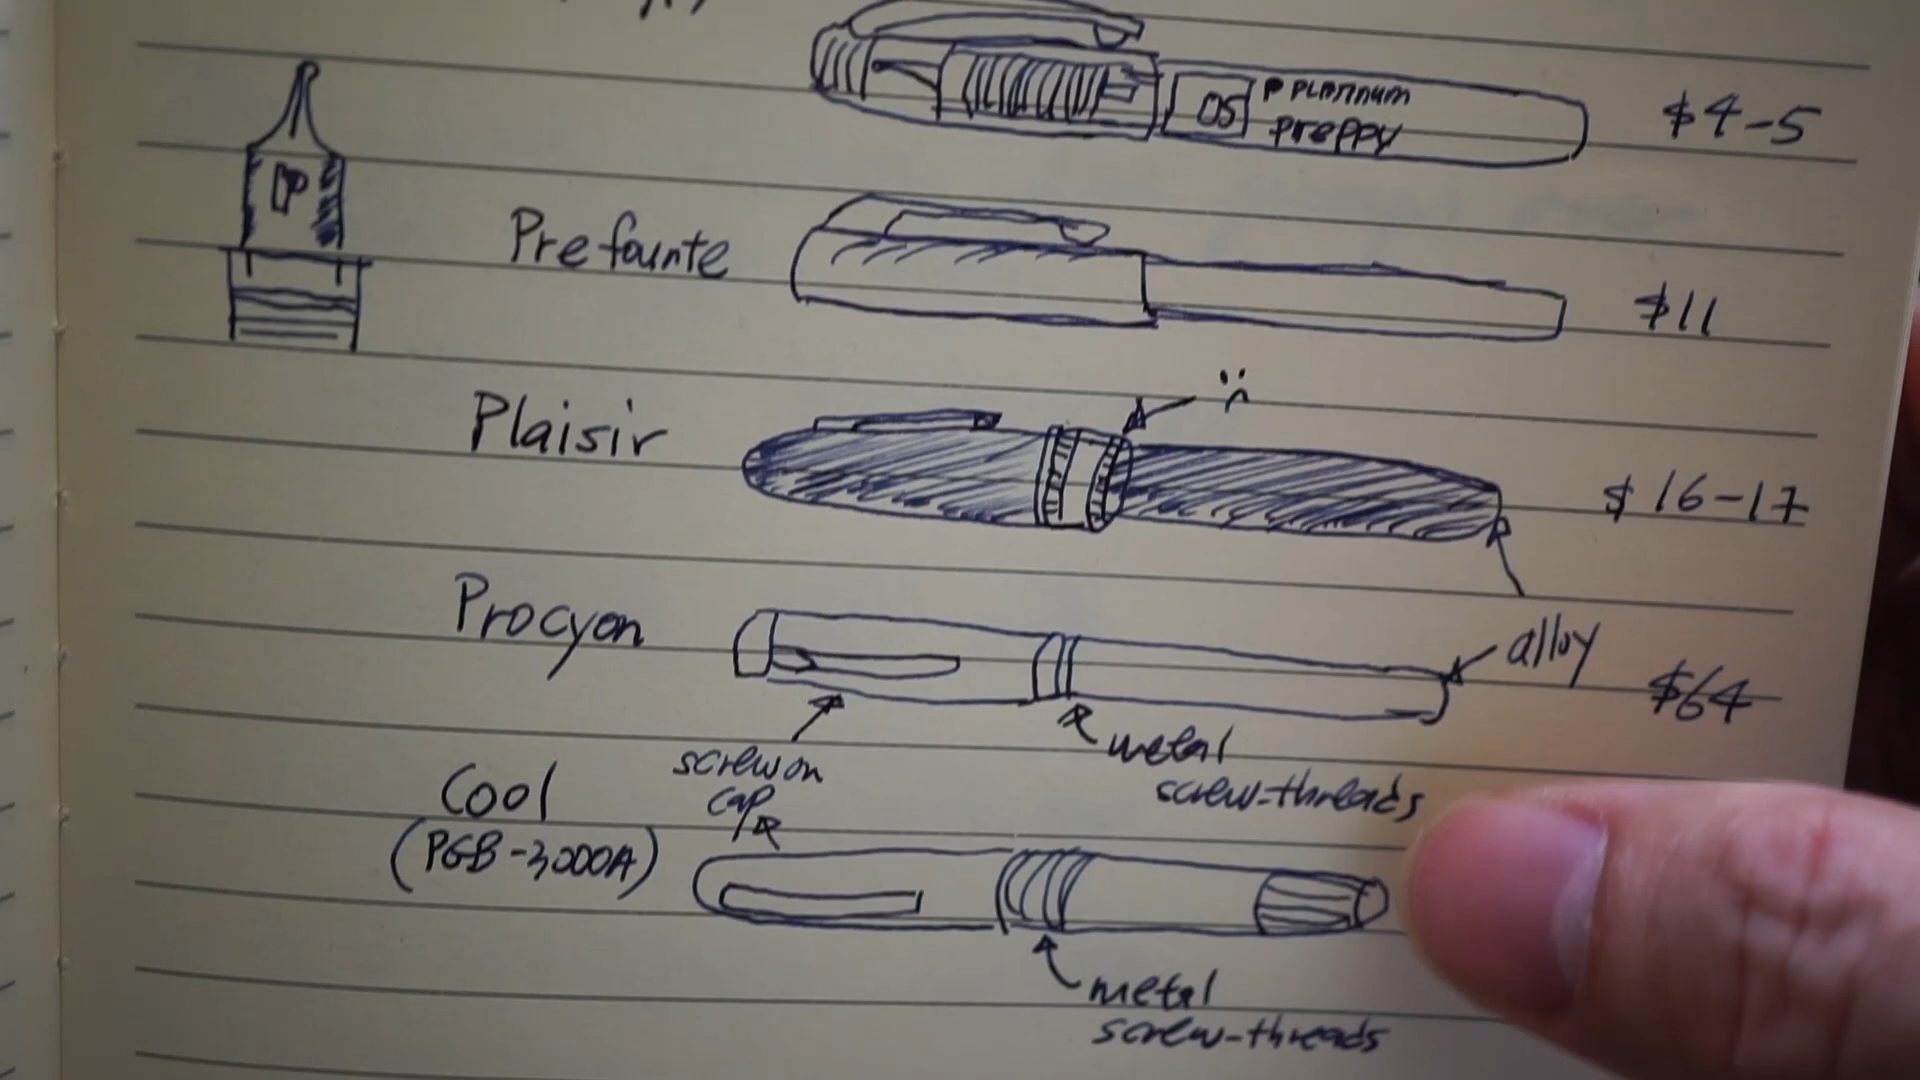 05
P PLATINUM
preppy
$4-5
P
Prefounte
$11
Plaisir
$16-17
Procyon
alloy
$64
screw on
cap
metal
screw-threads
Cool
(PGB-3000A)
metal
screw-threads